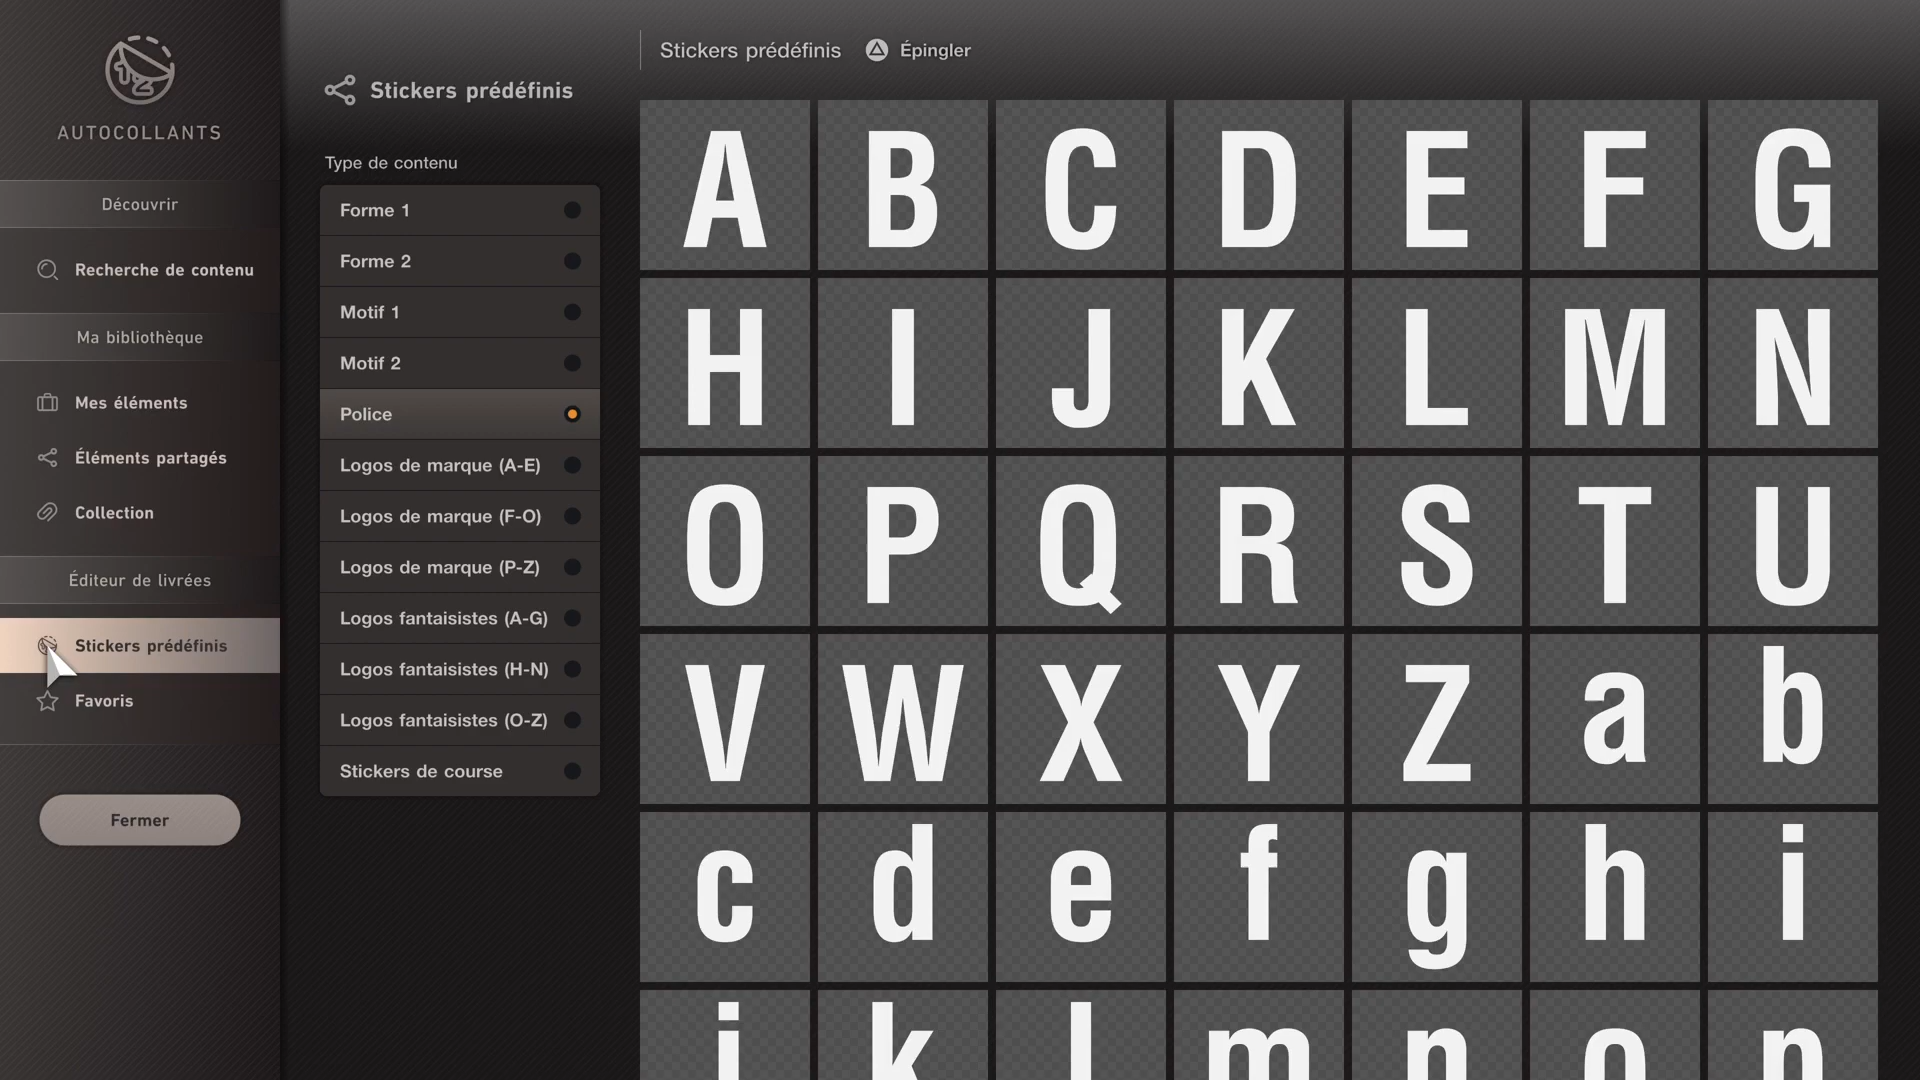 AUTOCOLLANTS
Découvrir
Recherche de contenu
Ma bibliothèque
Mes éléments
Éléments partagés
Collection
Éditeur de livrées
Stickers prédéfinis
Favoris
Fermer
Stickers prédéfinis
Type de contenu
Forme 1
Forme 2
Motif 1
Motif 2
Police
Logos de marque (A-E)
Logos de marque (F-O)
Logos de marque (P-Z)
Logos fantaisistes (A-G)
Logos fantaisistes (H-N)
Logos fantaisistes (O-Z)
Stickers de course
Stickers prédéfinis Épingler
A B C D E F G
H I J K L M N
O P Q R S T U
V W X Y Z a b
c d e f g h i
j k l m n o p